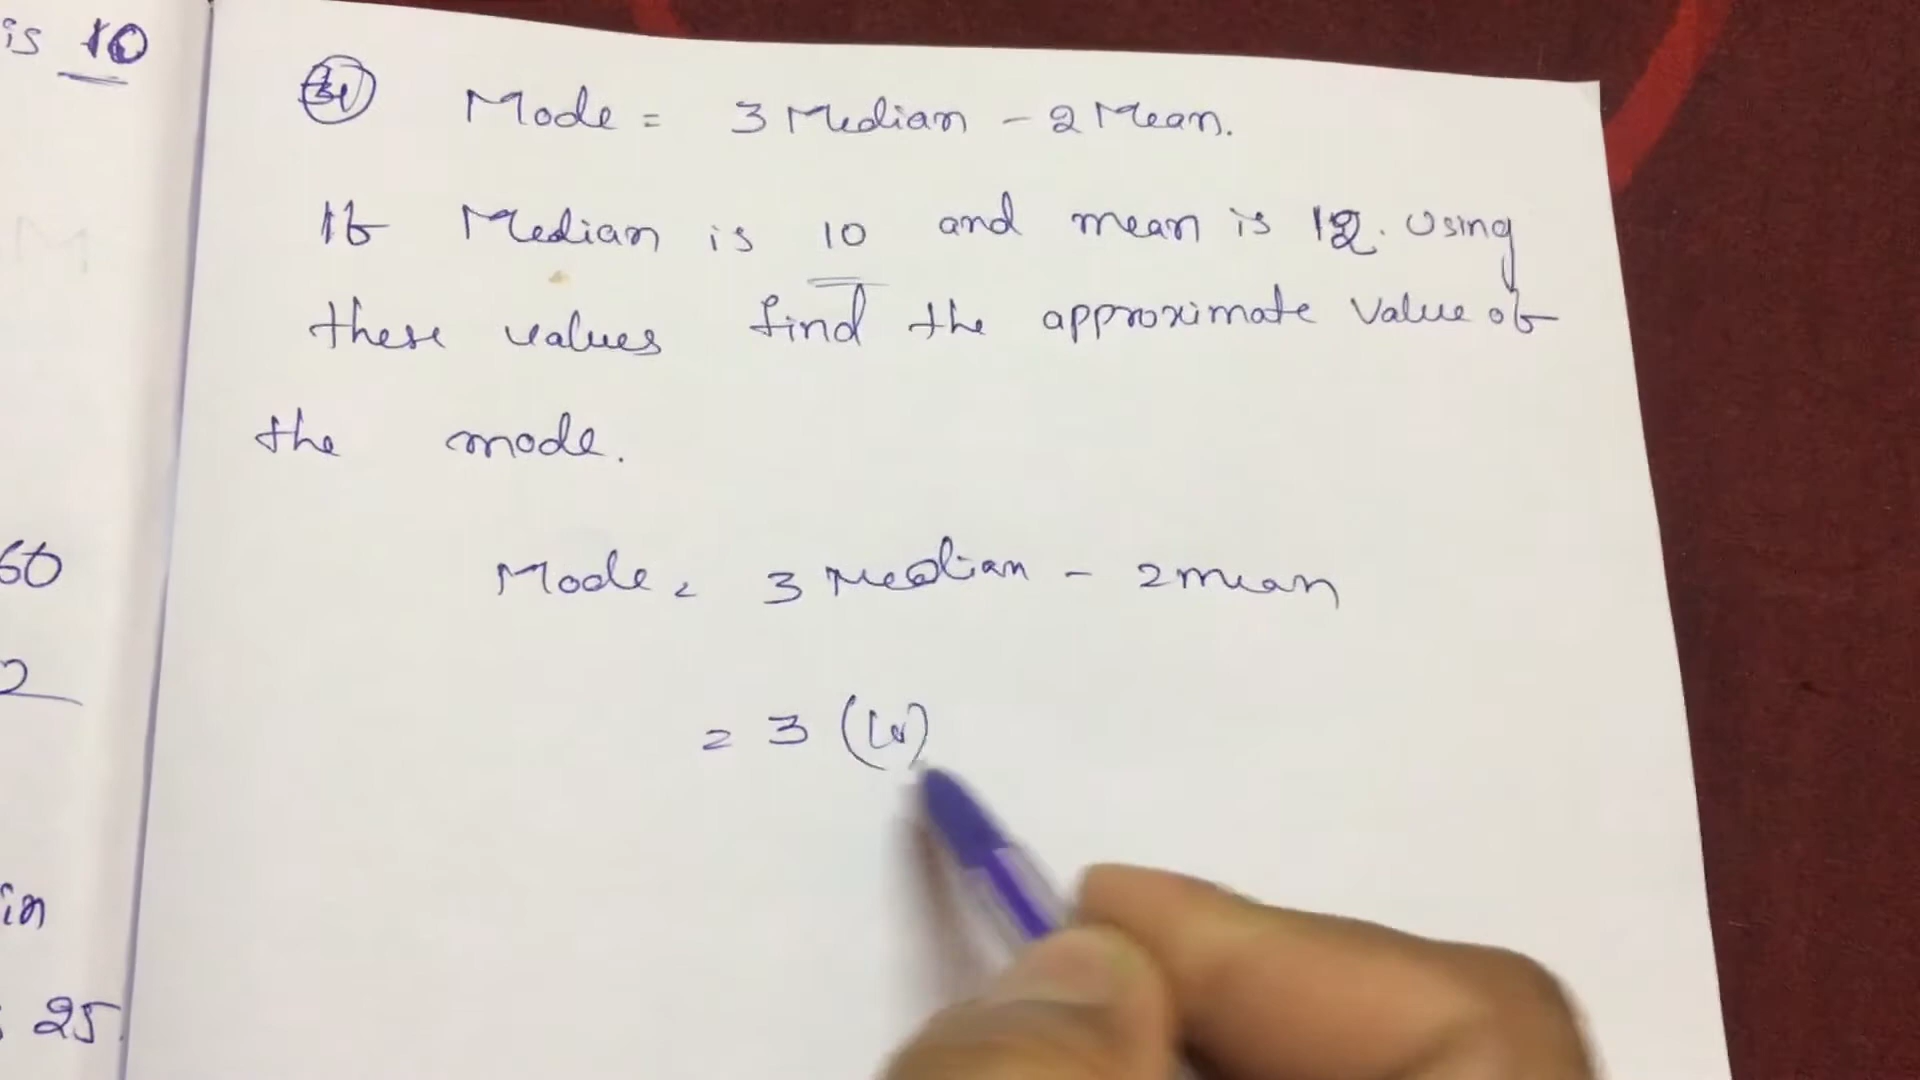 is 10
60
2
in
25.
Mode = 3 Median - 2 Mean.
If Median is 10 and mean is 12. Using
these values find the approximate value of
the mode.
Mode = 3 Median - 2 mean
= 3 (10)